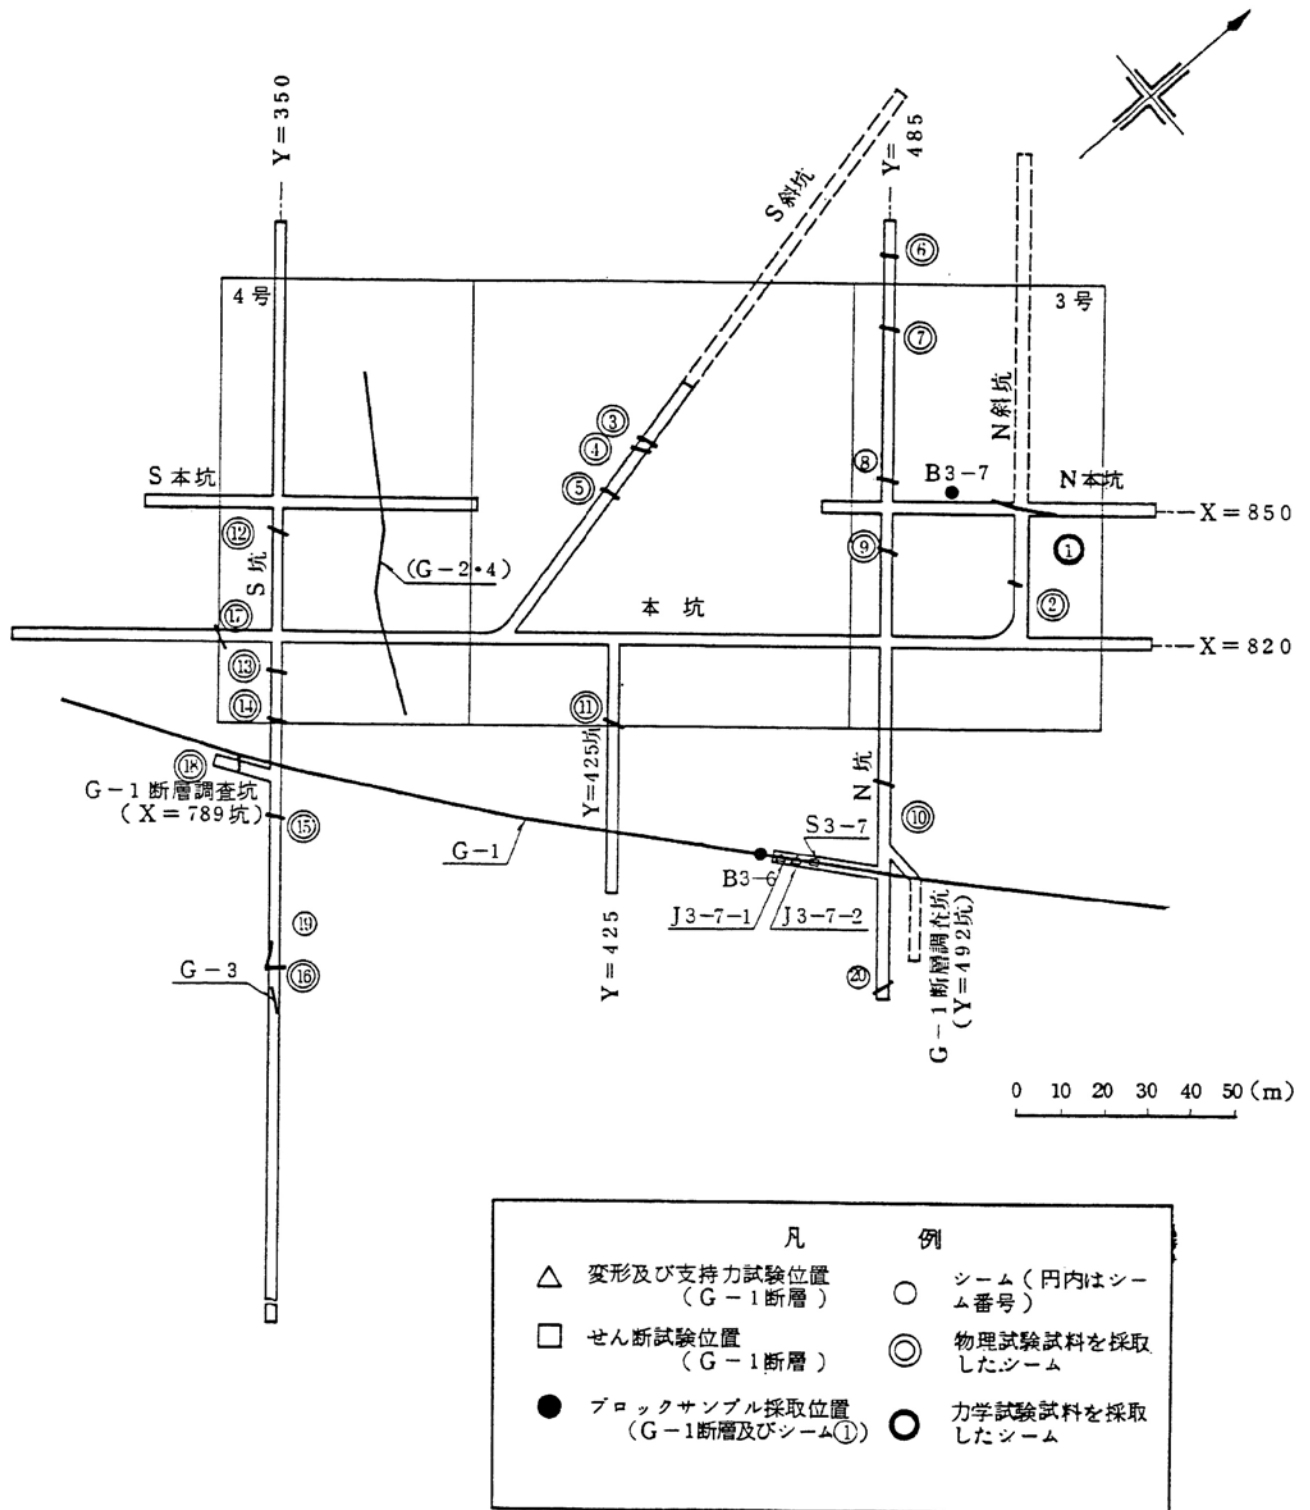 Y=350
Y=
485
S斜坑
⑥
4号
3号
⑦
N斜坑
③
④
⑤
⑧
B3-7
N本坑
S本坑
X=850
⑫
⑨
①
S坑
(G-2・4)
②
⑰
本坑
X=820
⑬
⑭
⑪
Y=425坑
N坑
⑱
G-1断層調査坑
(X=789坑)
⑮
⑩
S3-7
G-1
B3-6
J3-7-1
J3-7-2
⑲
G-3
⑯
Y=425
⑳
G-1断層調査坑
(Y=492坑)
0 10 20 30 40 50(m)
凡例
△ 変形及び支持力試験位置
(G-1断層)
○ シーム(円内はシー
ム番号)
□ せん断試験位置
(G-1断層)
◎ 物理試験試料を採取
したシーム
● ブロックサンプル採取位置
(G-1断層及びシーム①)
○ 力学試験試料を採取
したシーム